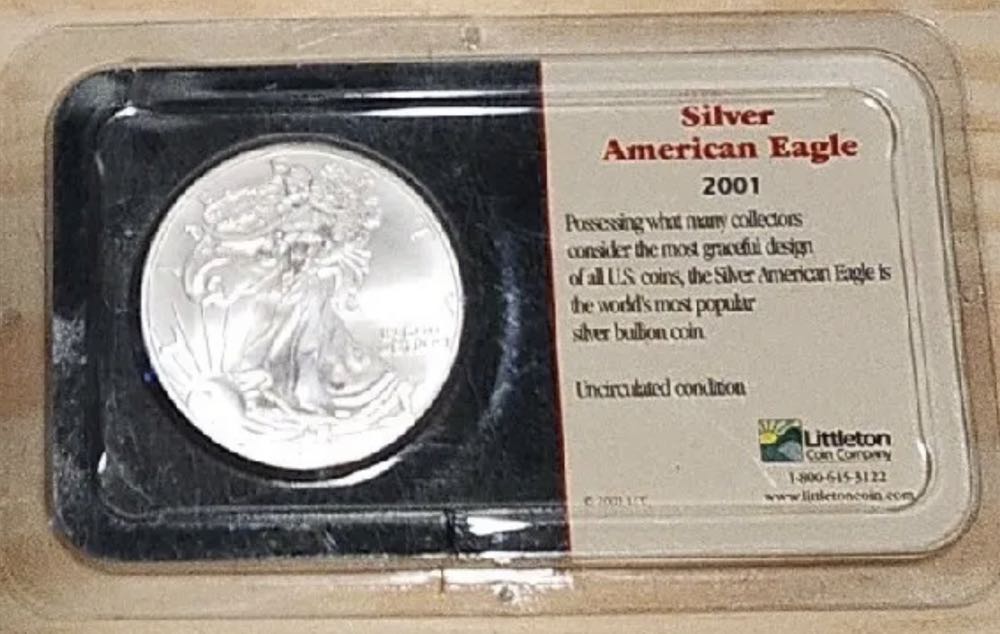 Silver
American Eagle
2001
Possessing what many collectors
consider the most graceful design
of all U.S. coins, the Silver American Eagle is
the world's most popular
silver bullion coin
Uncirculated condition
Littleton
Coin Company
1-800-645-3122
www.littletoncoin.com
© 2001 LCC